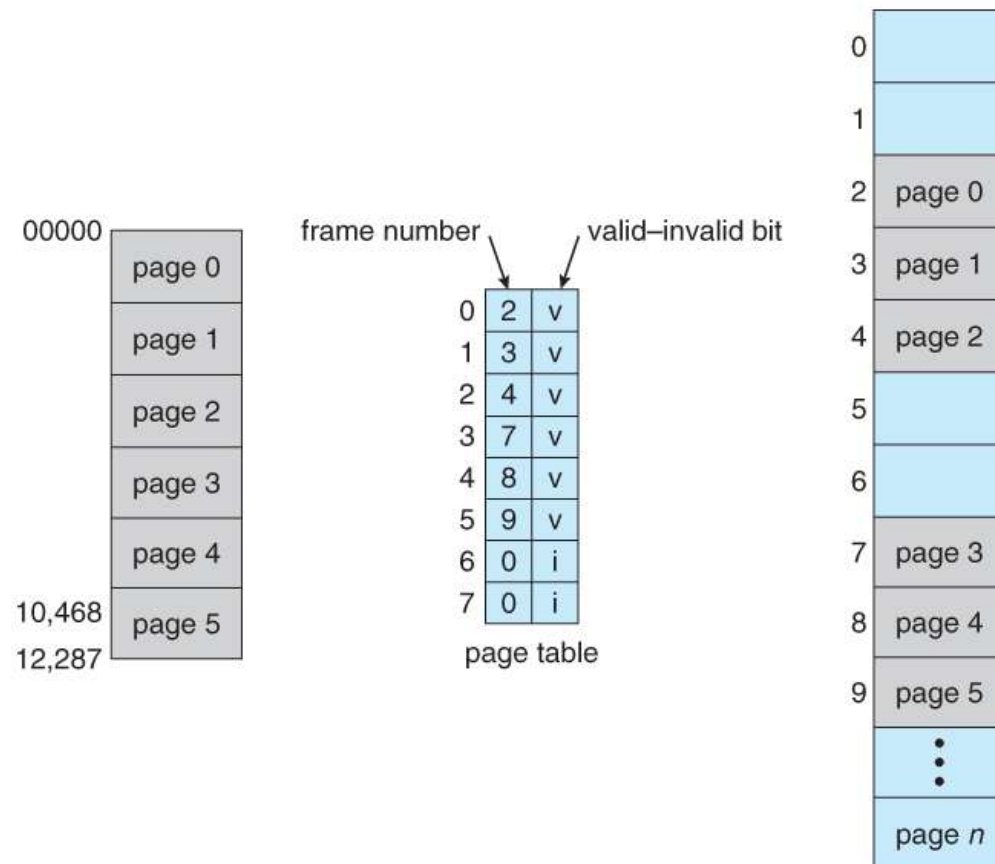 00000
page 0
page 1
page 2
page 3
page 4
10,468
page 5
12,287
frame number
valid–invalid bit
0 2 v
1 3 v
2 4 v
3 7 v
4 8 v
5 9 v
6 0 i
7 0 i
page table
0
1
2 page 0
3 page 1
4 page 2
5
6
7 page 3
8 page 4
9 page 5
page n